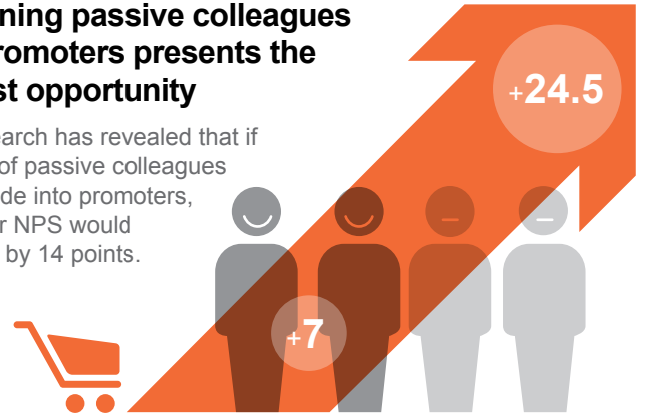 ning passive colleagues
romoters presents the
st opportunity
earch has revealed that if
of passive colleagues
de into promoters,
r NPS would
by 14 points.
+24.5
+7